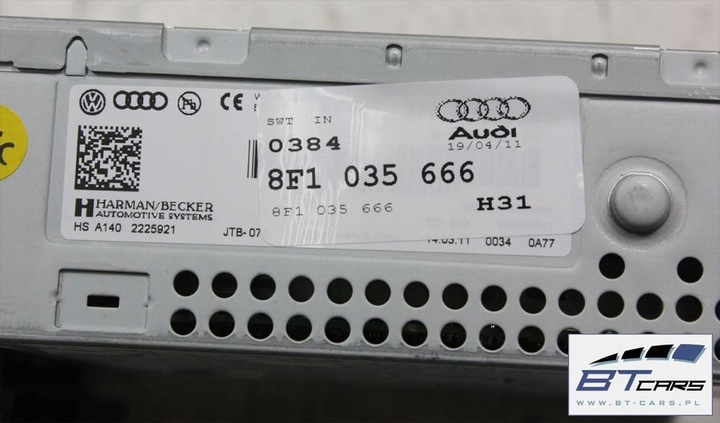 SWT IN
0384
8F1 035 666
8F1 035 666
H31
Audi
19/04/11
CE
Pb
HARMAN/BECKER
AUTOMOTIVE SYSTEMS
HS A140 2225921
JTB-07
14.03.11 0034 0A77
BT CARS
WWW.BT-CARS.PL